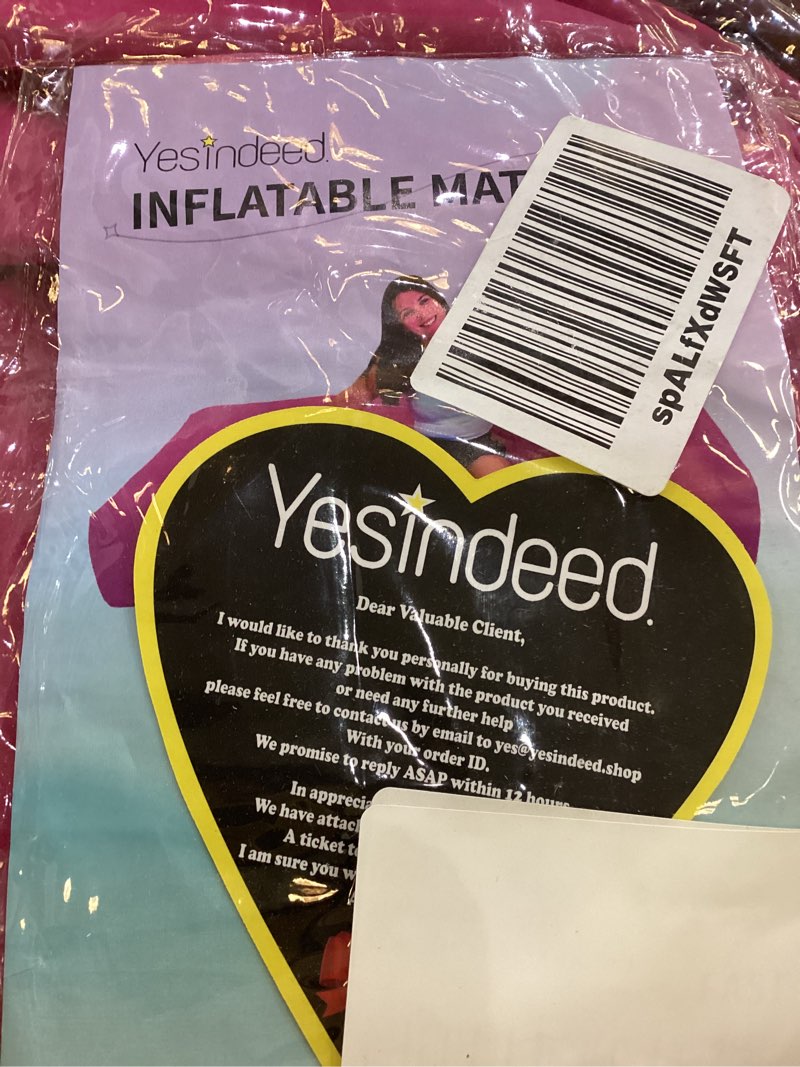 Yesindeed.
INFLATABLE MAT
spALfXdWSFT
Yesindeed.
Dear Valuable Client,
I would like to thank you personally for buying this product.
If you have any problem with the product you received
or need any further help
please feel free to contact us by email to yes@yesindeed.shop
With your order ID.
We promise to reply ASAP within 12 hours
In apprecia
We have attac
A ticket t
I am sure you w